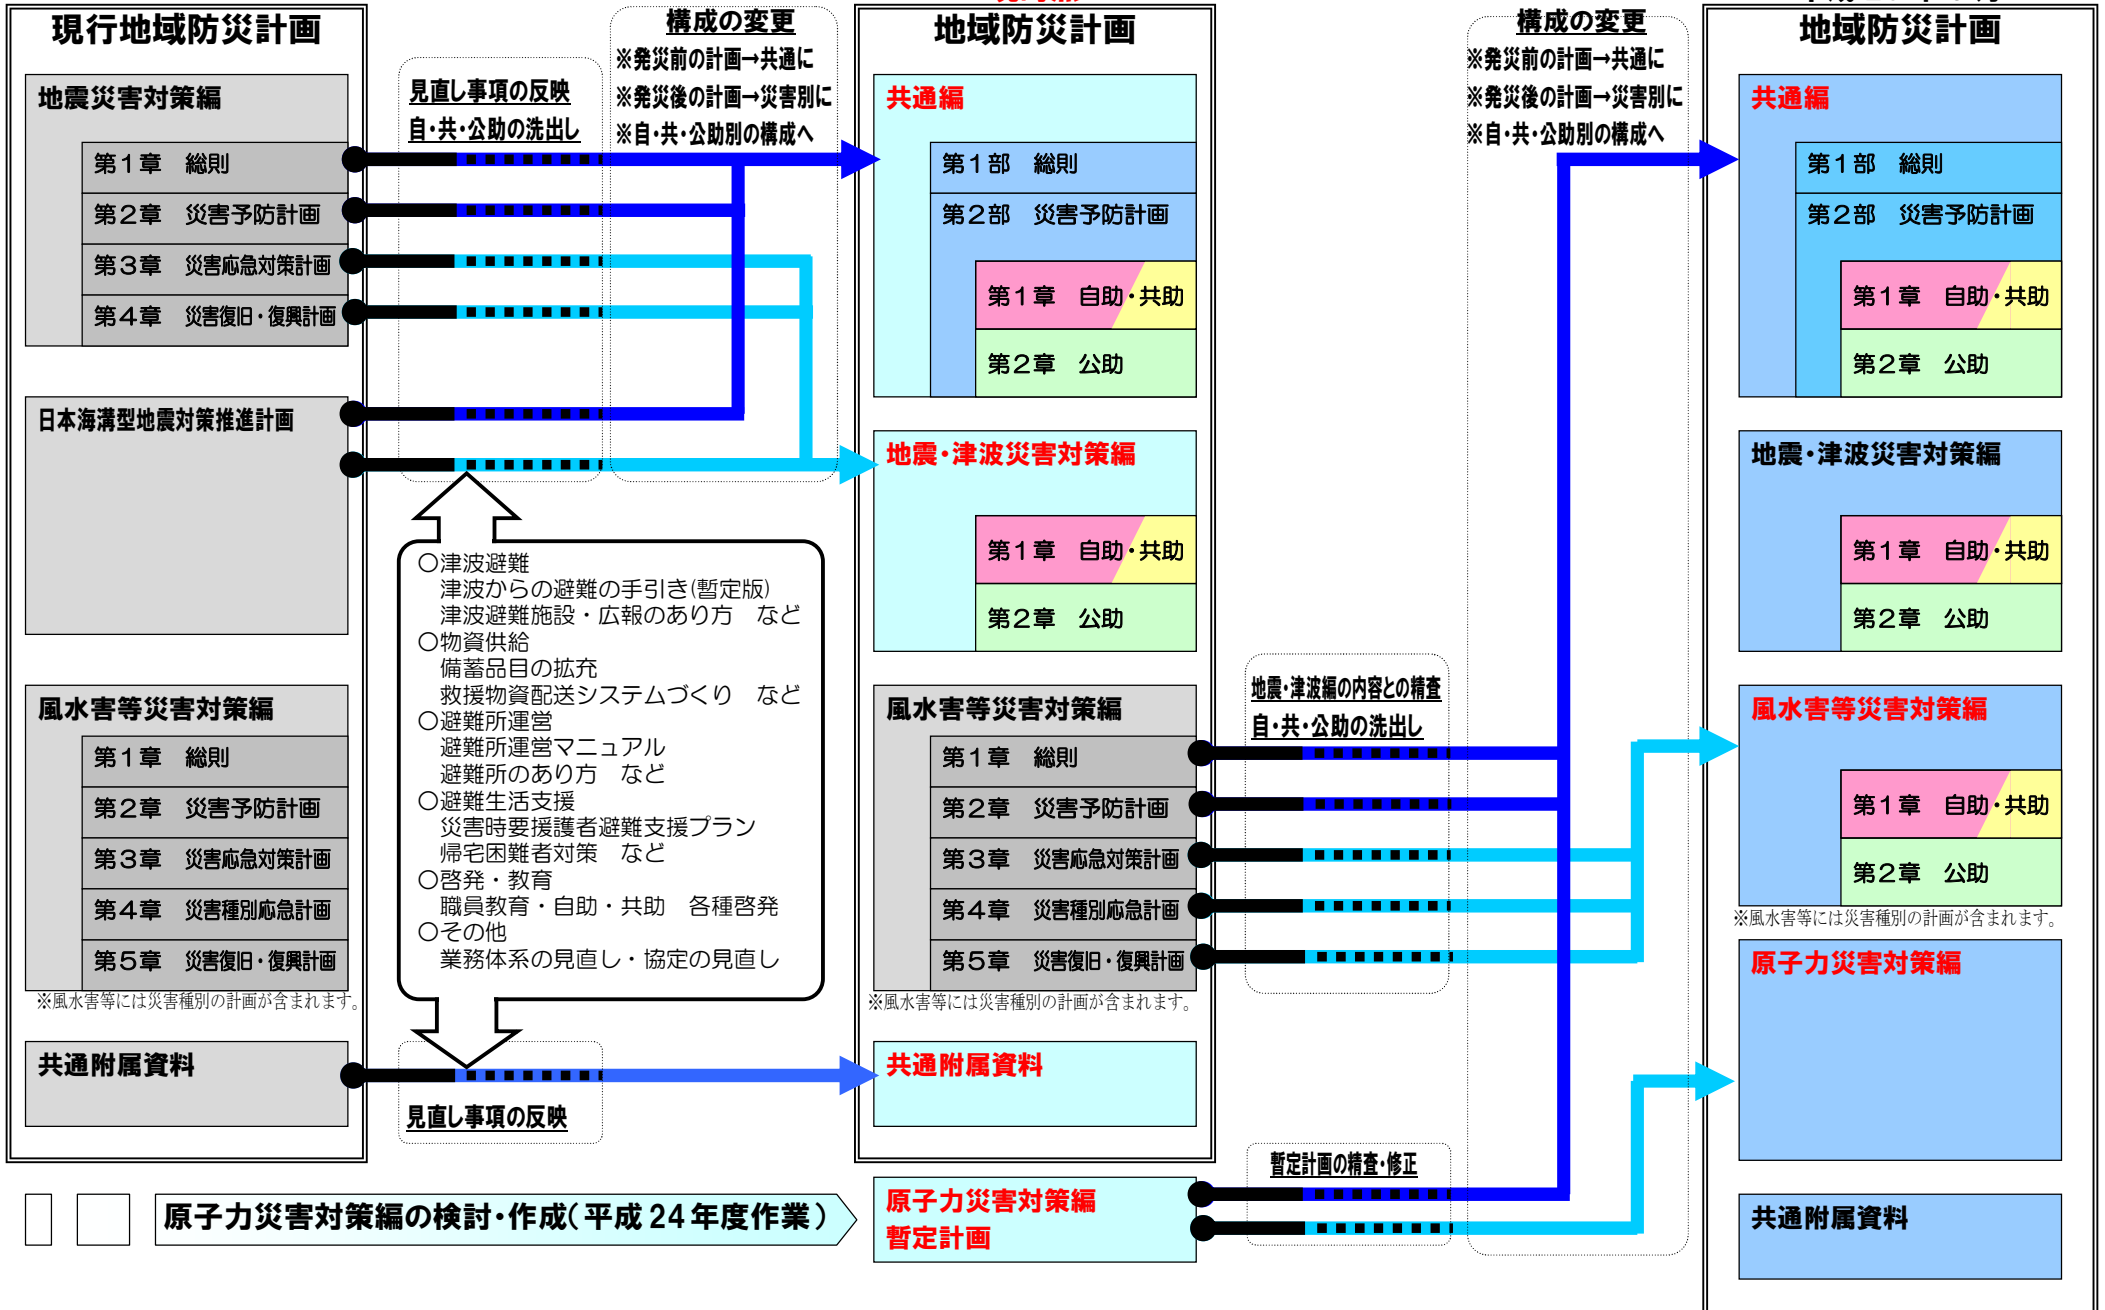 現行地域防災計画
地震災害対策編
第1章 総則
第2章 災害予防計画
第3章 災害応急対策計画
第4章 災害復旧・復興計画
日本海溝型地震対策推進計画
風水害等災害対策編
第1章 総則
第2章 災害予防計画
第3章 災害応急対策計画
第4章 災害種別応急計画
第5章 災害復旧・復興計画
※風水害等には災害種別の計画が含まれます。
共通附属資料
原子力災害対策編の検討・作成(平成24年度作業)
見直し事項の反映
自・共・公助の洗出し
構成の変更
※発災前の計画→共通に
※発災後の計画→災害別に
※自・共・公助別の構成へ
○津波避難
津波からの避難の手引き(暫定版)
津波避難施設・広報のあり方 など
○物資供給
備蓄品目の拡充
救援物資配送システムづくり など
○避難所運営
避難所運営マニュアル
避難所のあり方 など
○避難生活支援
災害時要援護者避難支援プラン
帰宅困難者対策 など
○啓発・教育
職員教育・自助・共助 各種啓発
○その他
業務体系の見直し・協定の見直し
見直し事項の反映
地域防災計画
共通編
第1部 総則
第2部 災害予防計画
第1章 自助・共助
第2章 公助
地震・津波災害対策編
第1章 自助・共助
第2章 公助
風水害等災害対策編
第1章 総則
第2章 災害予防計画
第3章 災害応急対策計画
第4章 災害種別応急計画
第5章 災害復旧・復興計画
※風水害等には災害種別の計画が含まれます。
共通附属資料
原子力災害対策編
暫定計画
地震・津波編の内容との精査
自・共・公助の洗出し
暫定計画の精査・修正
構成の変更
※発災前の計画→共通に
※発災後の計画→災害別に
※自・共・公助別の構成へ
地域防災計画
共通編
第1部 総則
第2部 災害予防計画
第1章 自助・共助
第2章 公助
地震・津波災害対策編
第1章 自助・共助
第2章 公助
風水害等災害対策編
第1章 自助・共助
第2章 公助
※風水害等には災害種別の計画が含まれます。
原子力災害対策編
共通附属資料